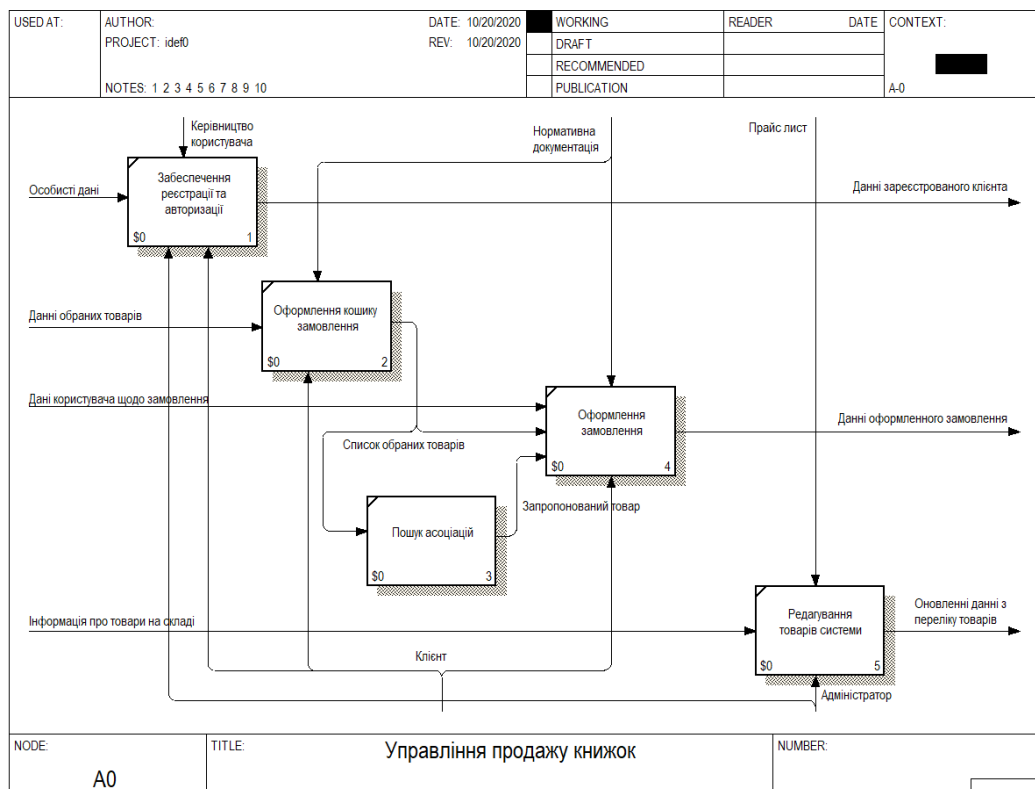 USED AT:
AUTHOR:
DATE: 10/20/2020
WORKING
READER
DATE
CONTEXT:
PROJECT: idef0
REV: 10/20/2020
DRAFT
RECOMMENDED
NOTES: 1 2 3 4 5 6 7 8 9 10
PUBLICATION
A-0
Керівництво
користувача
Нормативна
документація
Прайс лист
Особисті дані
Забеспечення
реєстрації та
авторизації
$0 1
Данні зареєстрованого клієнта
Данні обраних товарів
Оформлення кошику
замовлення
$0 2
Дані користувача щодо замовлення
Оформлення
замовлення
$0 4
Данні оформленного замовлення
Список обраних товарів
Запропонований товар
Пошук асоціацій
$0 3
Інформація про товари на складі
Редагування
товарів системи
$0 5
Оновленні данні з
переліку товарів
Клієнт
Адміністратор
NODE:
TITLE:
Управління продажу книжок
NUMBER:
A0